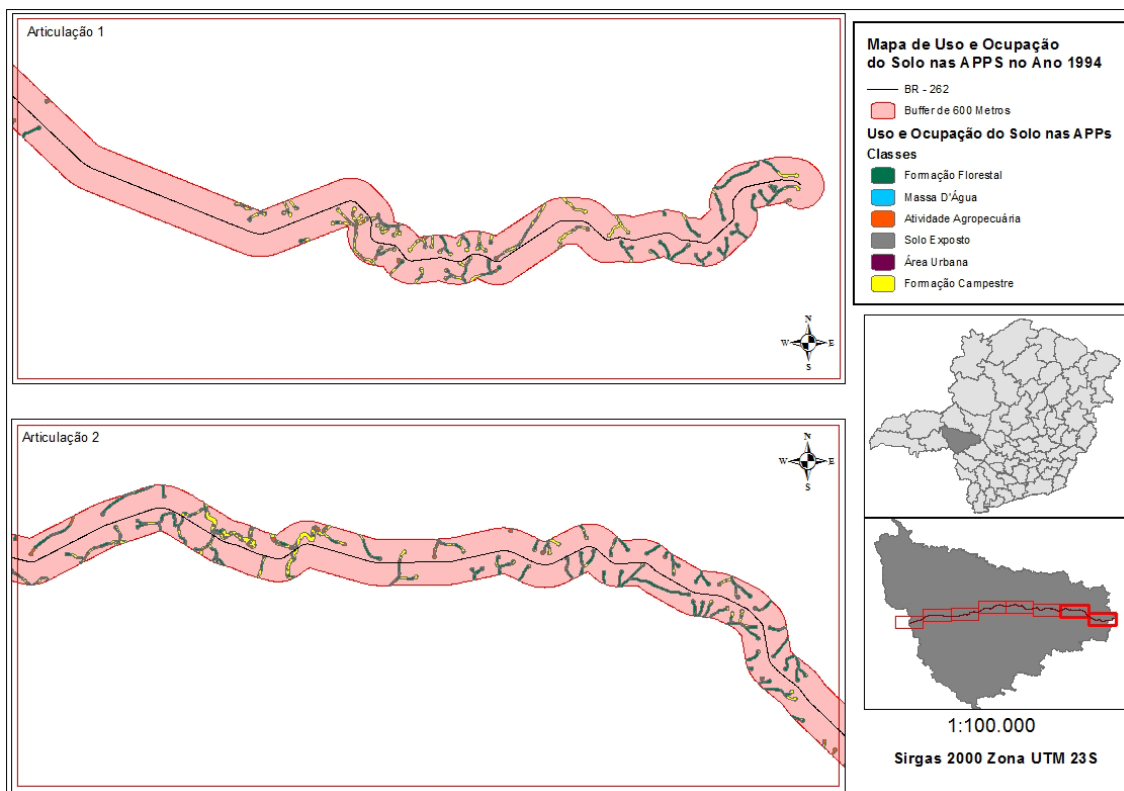 Articulação 1
N
W
E
S
Articulação 2
N
W
E
S
Mapa de Uso e Ocupação
do Solo nas APPS no Ano 1994
BR - 262
Buffer de 600 Metros
Uso e Ocupação do Solo nas APPs
Classes
Formação Florestal
Massa D'Água
Atividade Agropecuária
Solo Exposto
Área Urbana
Formação Campestre
1:100.000
Sirgas 2000 Zona UTM 23S